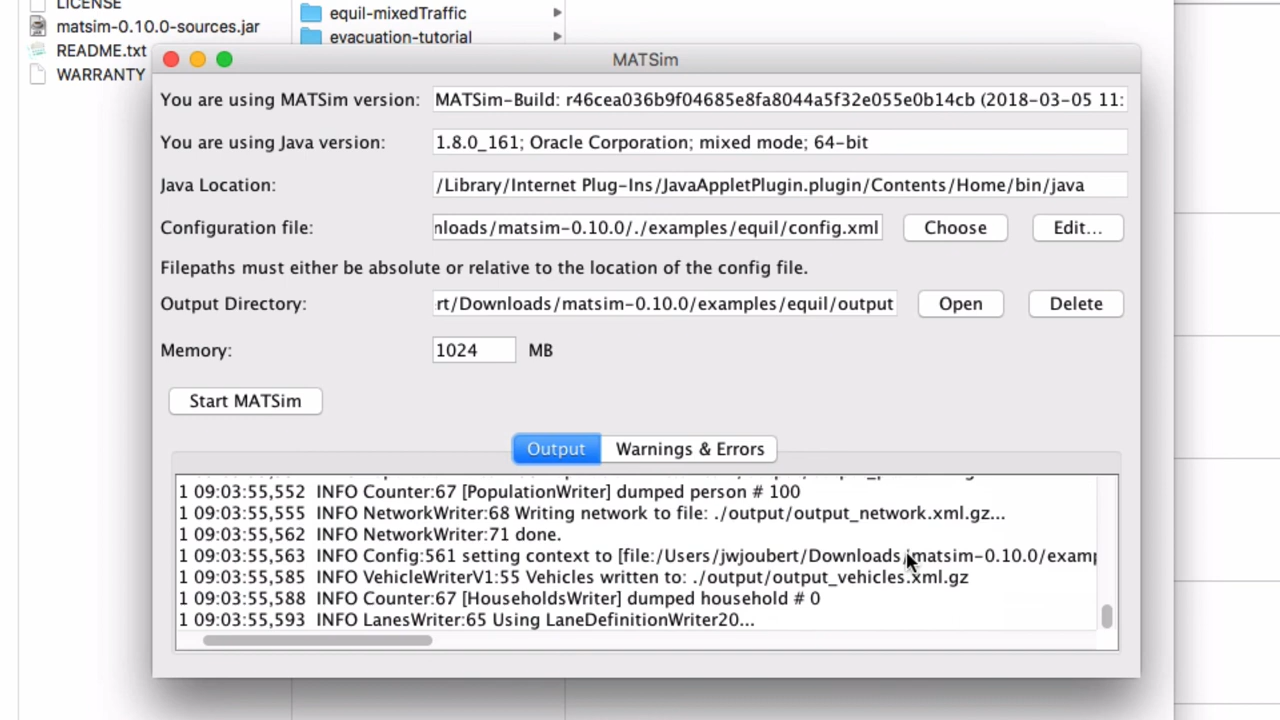 LICENSE
matsim-0.10.0-sources.jar
README.txt
WARRANTY
equil-mixedTraffic
evacuation-tutorial
MATSim
You are using MATSim version: MATSim-Build: r46cea036b9f04685e8fa8044a5f32e055e0b14cb (2018-03-05 11:
You are using Java version: 1.8.0_161; Oracle Corporation; mixed mode; 64-bit
Java Location: /Library/Internet Plug-Ins/JavaAppletPlugin.plugin/Contents/Home/bin/java
Configuration file: nloads/matsim-0.10.0/./examples/equil/config.xml Choose Edit...
Filepaths must either be absolute or relative to the location of the config file.
Output Directory: rt/Downloads/matsim-0.10.0/examples/equil/output Open Delete
Memory: 1024 MB
Start MATSim
Output Warnings & Errors
1 09:03:55,552 INFO Counter:67 [PopulationWriter] dumped person # 100
1 09:03:55,555 INFO NetworkWriter:68 Writing network to file: ./output/output_network.xml.gz...
1 09:03:55,562 INFO NetworkWriter:71 done.
1 09:03:55,563 INFO Config:561 setting context to [file:/Users/jwjoubert/Downloads/matsim-0.10.0/examp
1 09:03:55,585 INFO VehicleWriterV1:55 Vehicles written to: ./output/output_vehicles.xml.gz
1 09:03:55,588 INFO Counter:67 [HouseholdsWriter] dumped household # 0
1 09:03:55,593 INFO LanesWriter:65 Using LaneDefinitionWriter20...